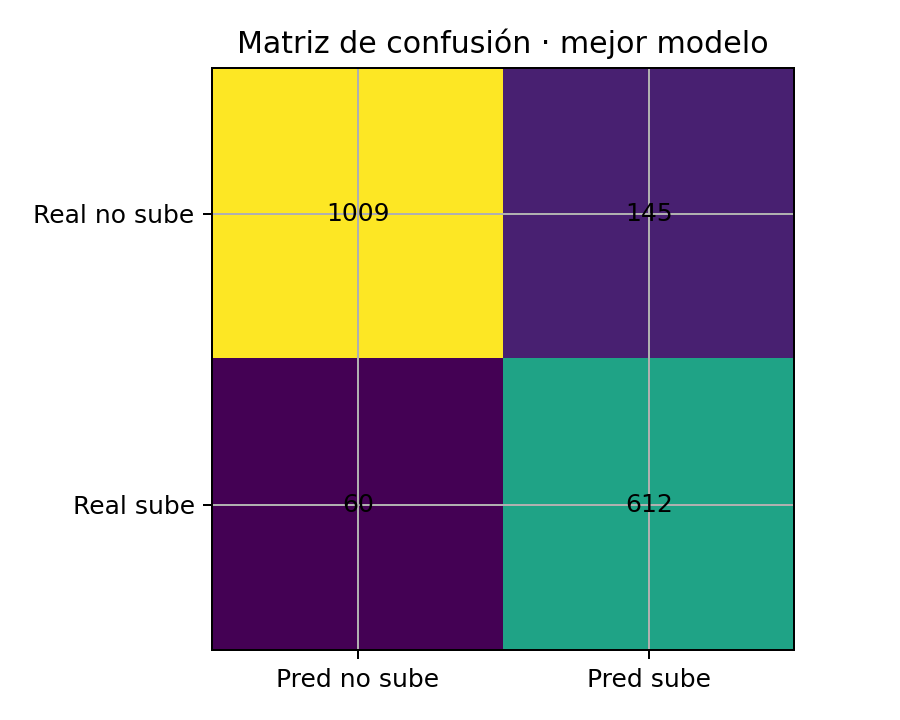 Matriz de confusión · mejor modelo
Real no sube
1009
145
Real sube
60
612
Pred no sube
Pred sube